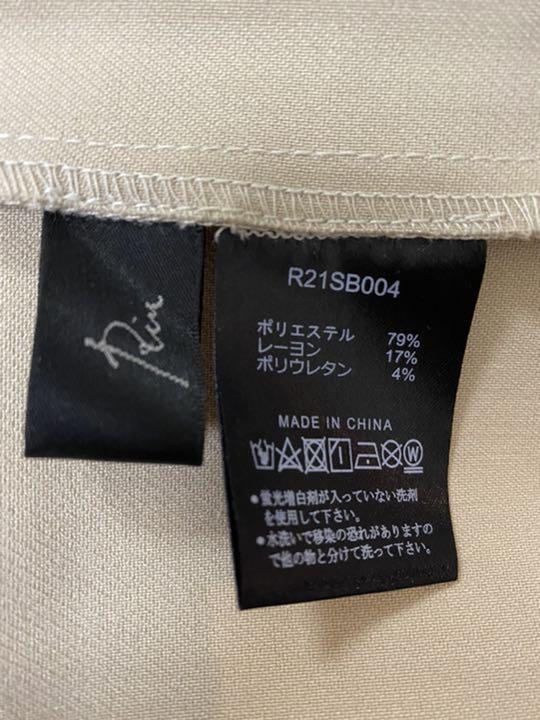 Rin
R21SB004
ポリエステル 79%
レーヨン 17%
ポリウレタン 4%
MADE IN CHINA
•蛍光増白剤が入っていない洗剤
を使用して下さい。
•水洗いで移染の恐れがありますの
で他の物と分けて洗って下さい。